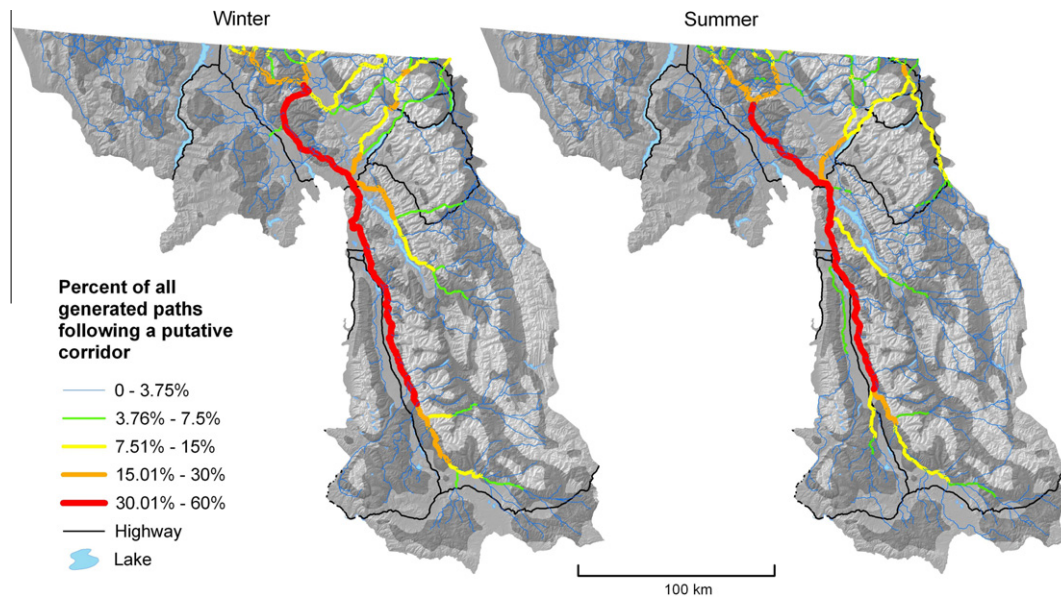 Winter
Summer
Percent of all
generated paths
following a putative
corridor
0 - 3.75%
3.76% - 7.5%
7.51% - 15%
15.01% - 30%
30.01% - 60%
Highway
Lake
100 km